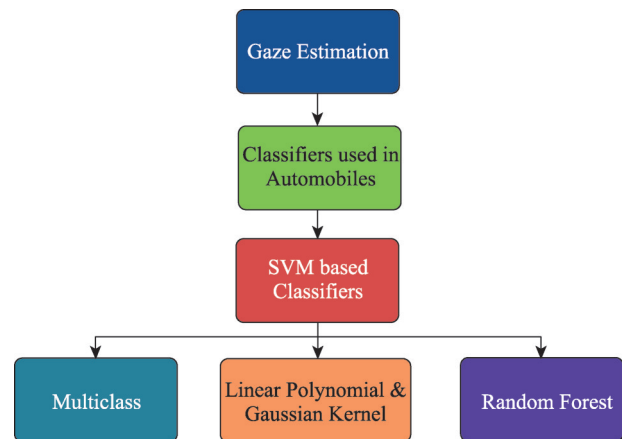 Gaze Estimation
Classifiers used in
Automobiles
SVM based
Classifiers
Multiclass
Linear Polynomial &
Gaussian Kernel
Random Forest